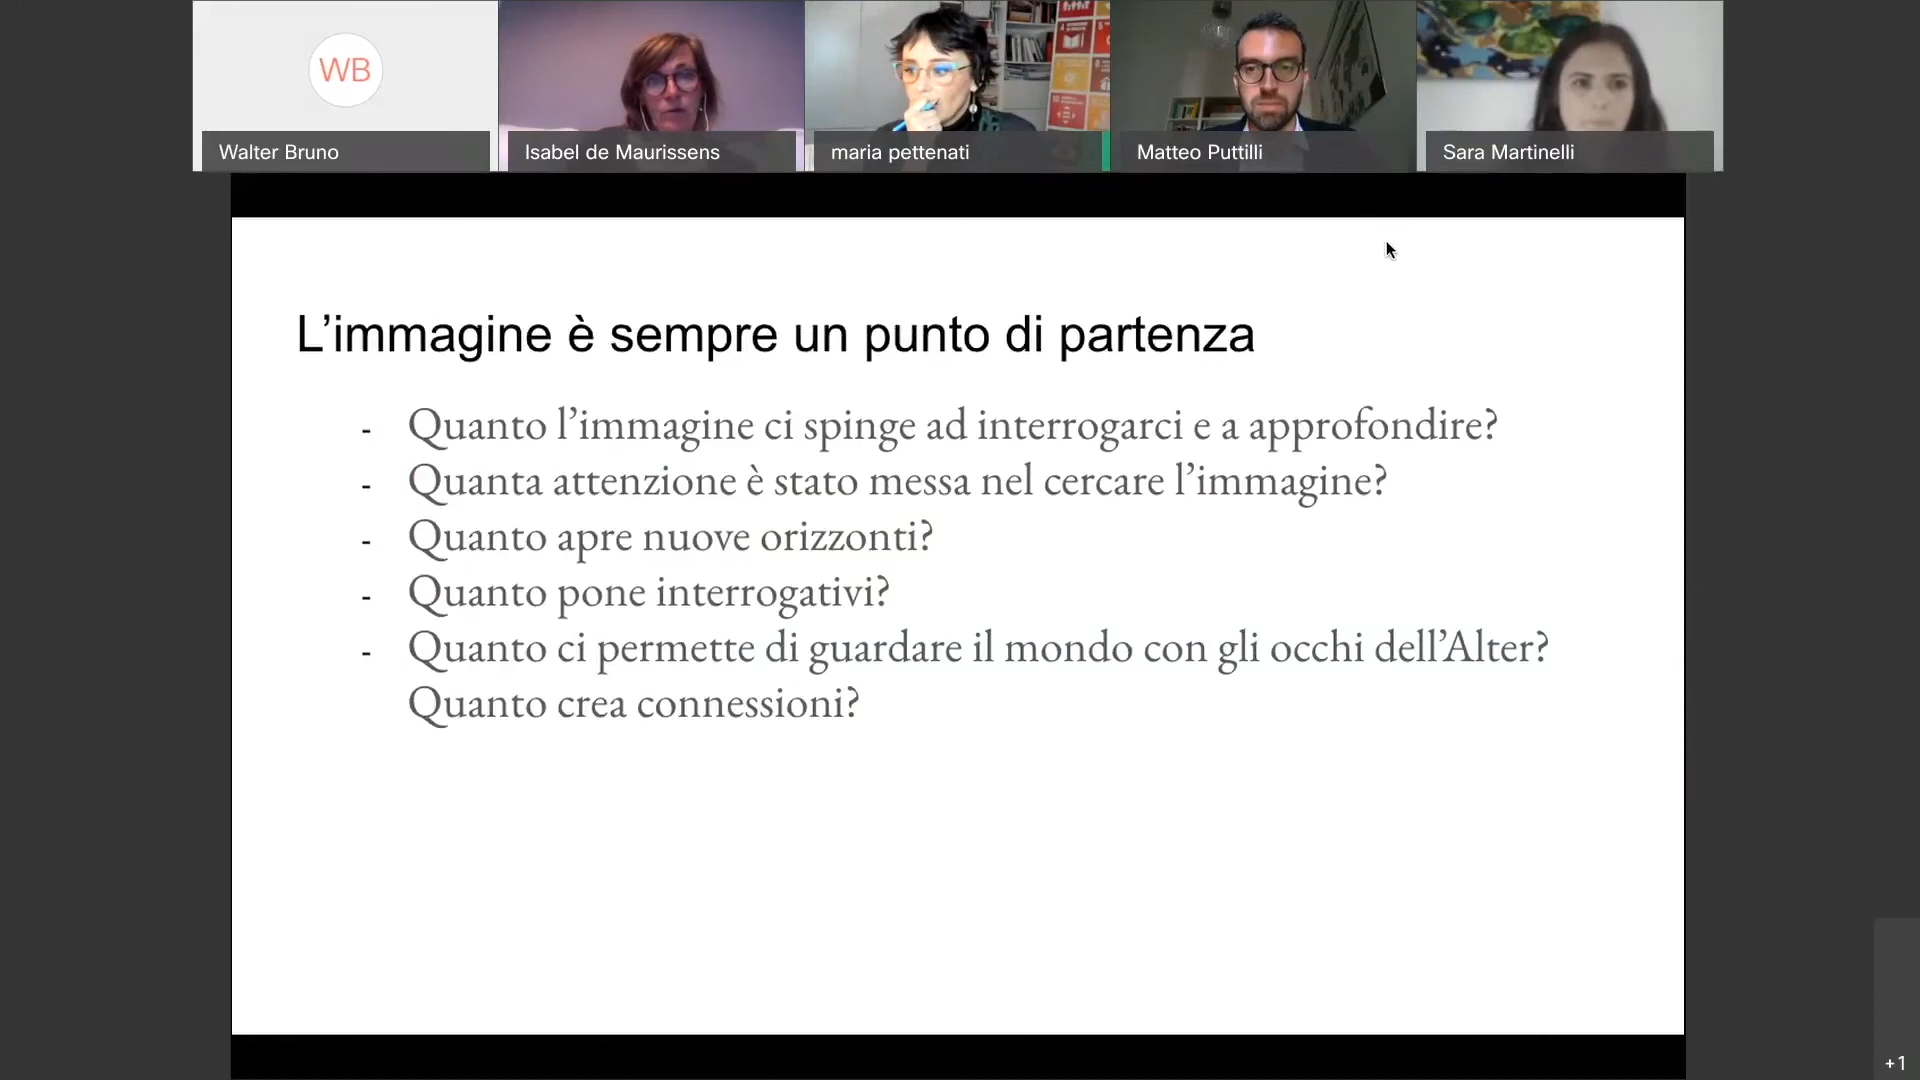 WB
Walter Bruno
Isabel de Maurissens
maria pettenati
Matteo Puttilli
Sara Martinelli
L’immagine è sempre un punto di partenza
- Quanto l’immagine ci spinge ad interrogarci e a approfondire?
- Quanta attenzione è stato messa nel cercare l’immagine?
- Quanto apre nuove orizzonti?
- Quanto pone interrogativi?
- Quanto ci permette di guardare il mondo con gli occhi dell’Alter?
Quanto crea connessioni?
+1